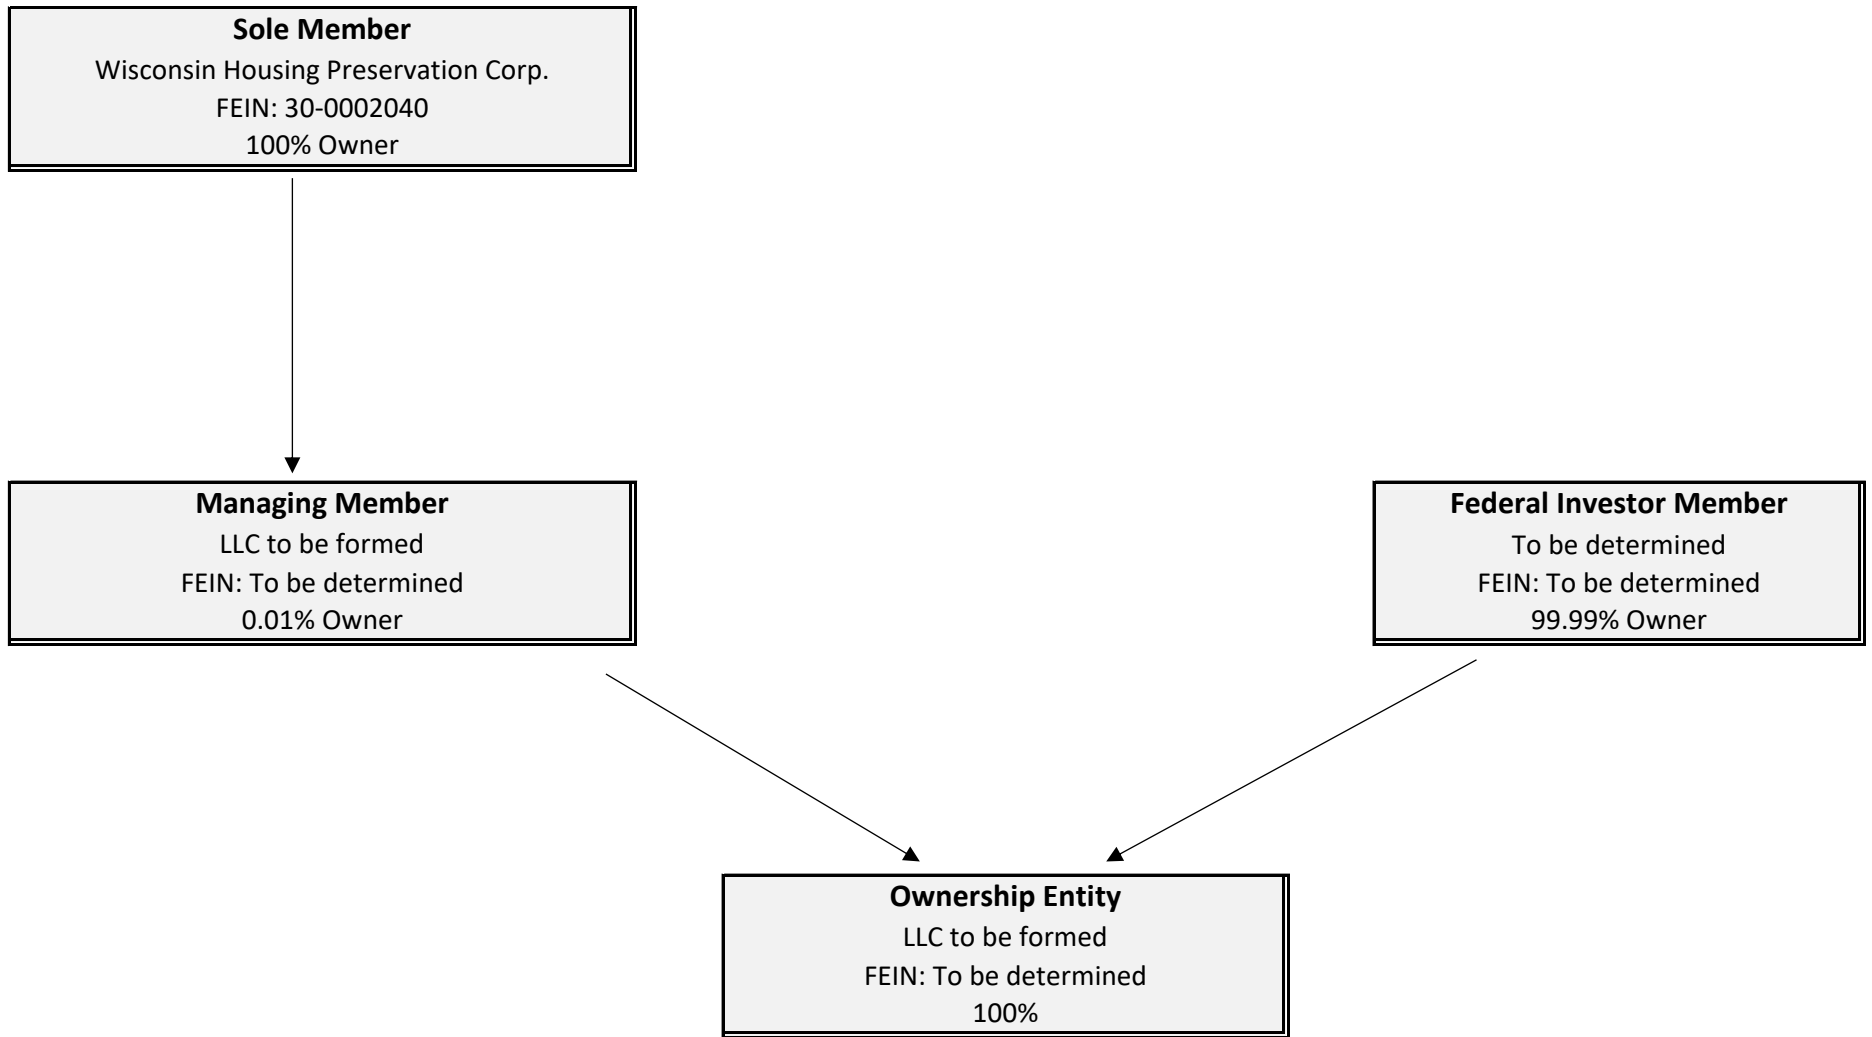 Sole Member
Wisconsin Housing Preservation Corp.
FEIN: 30-0002040
100% Owner
Managing Member
LLC to be formed
FEIN: To be determined
0.01% Owner
Federal Investor Member
To be determined
FEIN: To be determined
99.99% Owner
Ownership Entity
LLC to be formed
FEIN: To be determined
100%